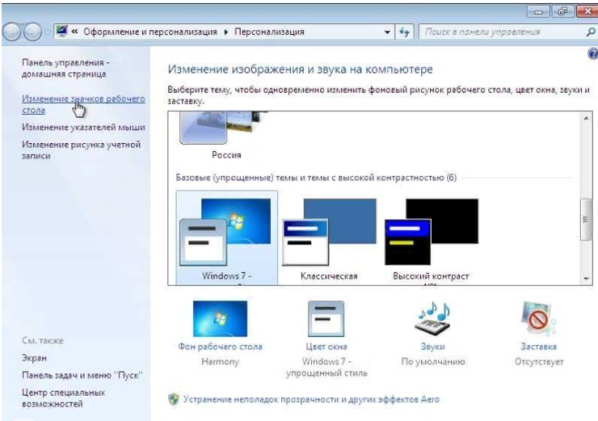 « Оформление и персонализация ▸ Персонализация
Поиск в панели управления
Панель управления -
домашняя страница
Изменение значков рабочего
стола
Изменение указателей мыши
Изменение рисунка учетной
записи
См. также
Экран
Панель задач и меню "Пуск"
Центр специальных
возможностей
Изменение изображения и звука на компьютере
Выберите тему, чтобы одновременно изменить фоновый рисунок рабочего стола, цвет окна, звуки и
заставку.
Россия
Базовые (упрощенные) темы и темы с высокой контрастностью (6)
Windows 7 -
Классическая
Высокий контраст
Фон рабочего стола
Harmony
Цвет окна
Windows 7 -
упрощенный стиль
Звуки
По умолчанию
Заставка
Отсутствует
Устранение неполадок прозрачности и других эффектов Aero